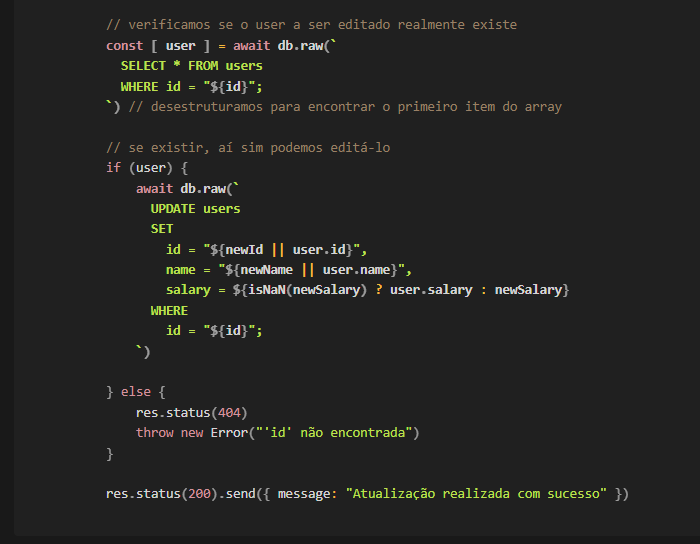 // verificamos se o user a ser editado realmente existe
const [ user ] = await db.raw(`
SELECT * FROM users
WHERE id = "${id}";
`) // desestruturamos para encontrar o primeiro item do array
// se existir, aí sim podemos editá-lo
if (user) {
await db.raw(`
UPDATE users
SET
id = "${newId || user.id}",
name = "${newName || user.name}",
salary = ${isNaN(newSalary) ? user.salary : newSalary}
WHERE
id = "${id}";
`)
} else {
res.status(404)
throw new Error("'id' não encontrada")
}
res.status(200).send({ message: "Atualização realizada com sucesso" })